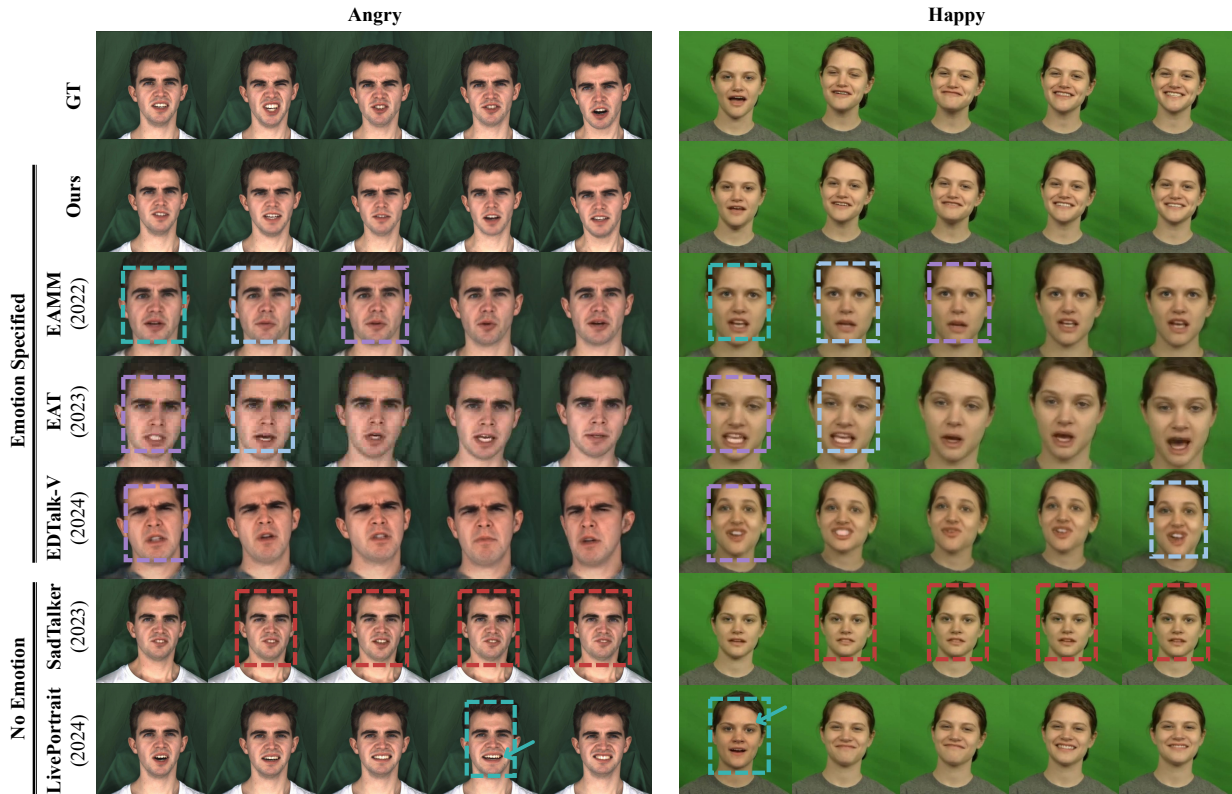 Angry
Happy
GT
Ours
Emotion Specified
EAMM
(2022)
EAT
(2023)
EDTalk-V
(2024)
No Emotion
SadTalker
(2023)
LivePortrait
(2024)